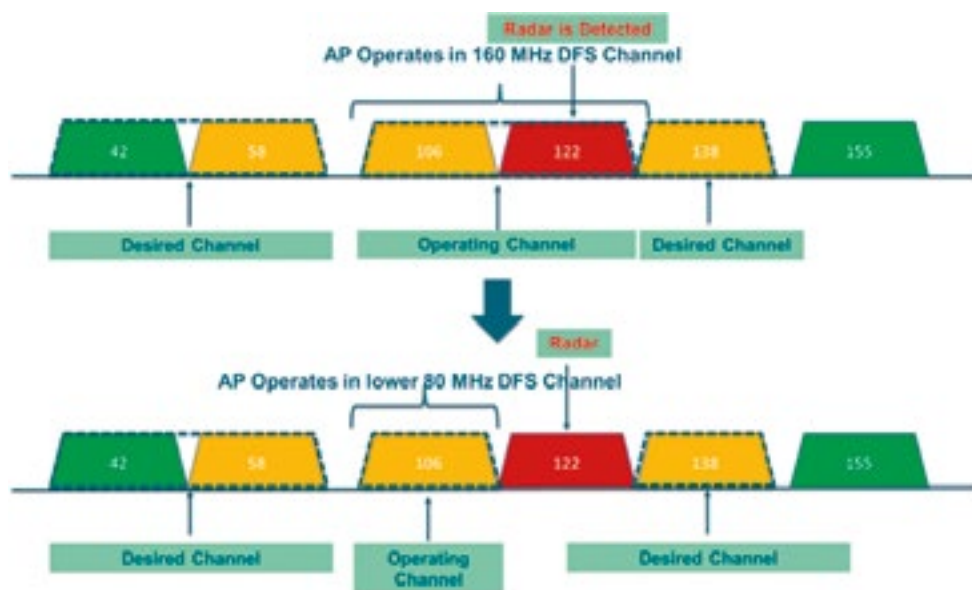 Radar is Detected
AP Operates in 160 MHz DFS Channel
42 58 106 122 138 155
Desired Channel Operating Channel Desired Channel
Radar
AP Operates in lower 80 MHz DFS Channel
42 58 106 122 138 155
Desired Channel Operating Channel Desired Channel